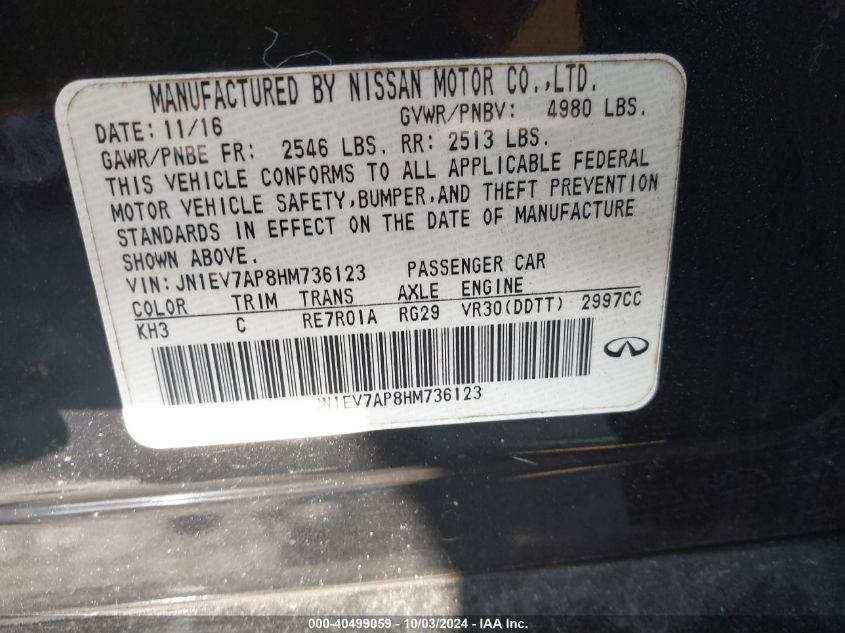 MANUFACTURED BY NISSAN MOTOR CO.,LTD.
DATE: 11/16 GVWR/PNBV: 4980 LBS.
GAWR/PNBE FR: 2546 LBS. RR: 2513 LBS.
THIS VEHICLE CONFORMS TO ALL APPLICABLE FEDERAL
MOTOR VEHICLE SAFETY,BUMPER,AND THEFT PREVENTION
STANDARDS IN EFFECT ON THE DATE OF MANUFACTURE
SHOWN ABOVE.
VIN: JN1EV7AP8HM736123 PASSENGER CAR
COLOR TRIM TRANS AXLE ENGINE
KH3 C RE7R01A RG29 VR30(DDTT) 2997CC
JN1EV7AP8HM736123
000-40499059 - 10/03/2024 - IAA Inc.